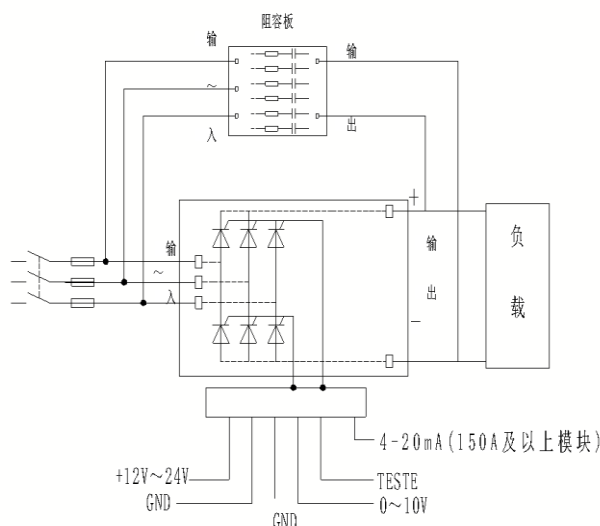 阻容板
输
~
入
输
出
输
~
入
+
输
出
-
负
载
4-20mA(150A及以上模块)
+12V~24V
TESTE
GND
0~10V
GND